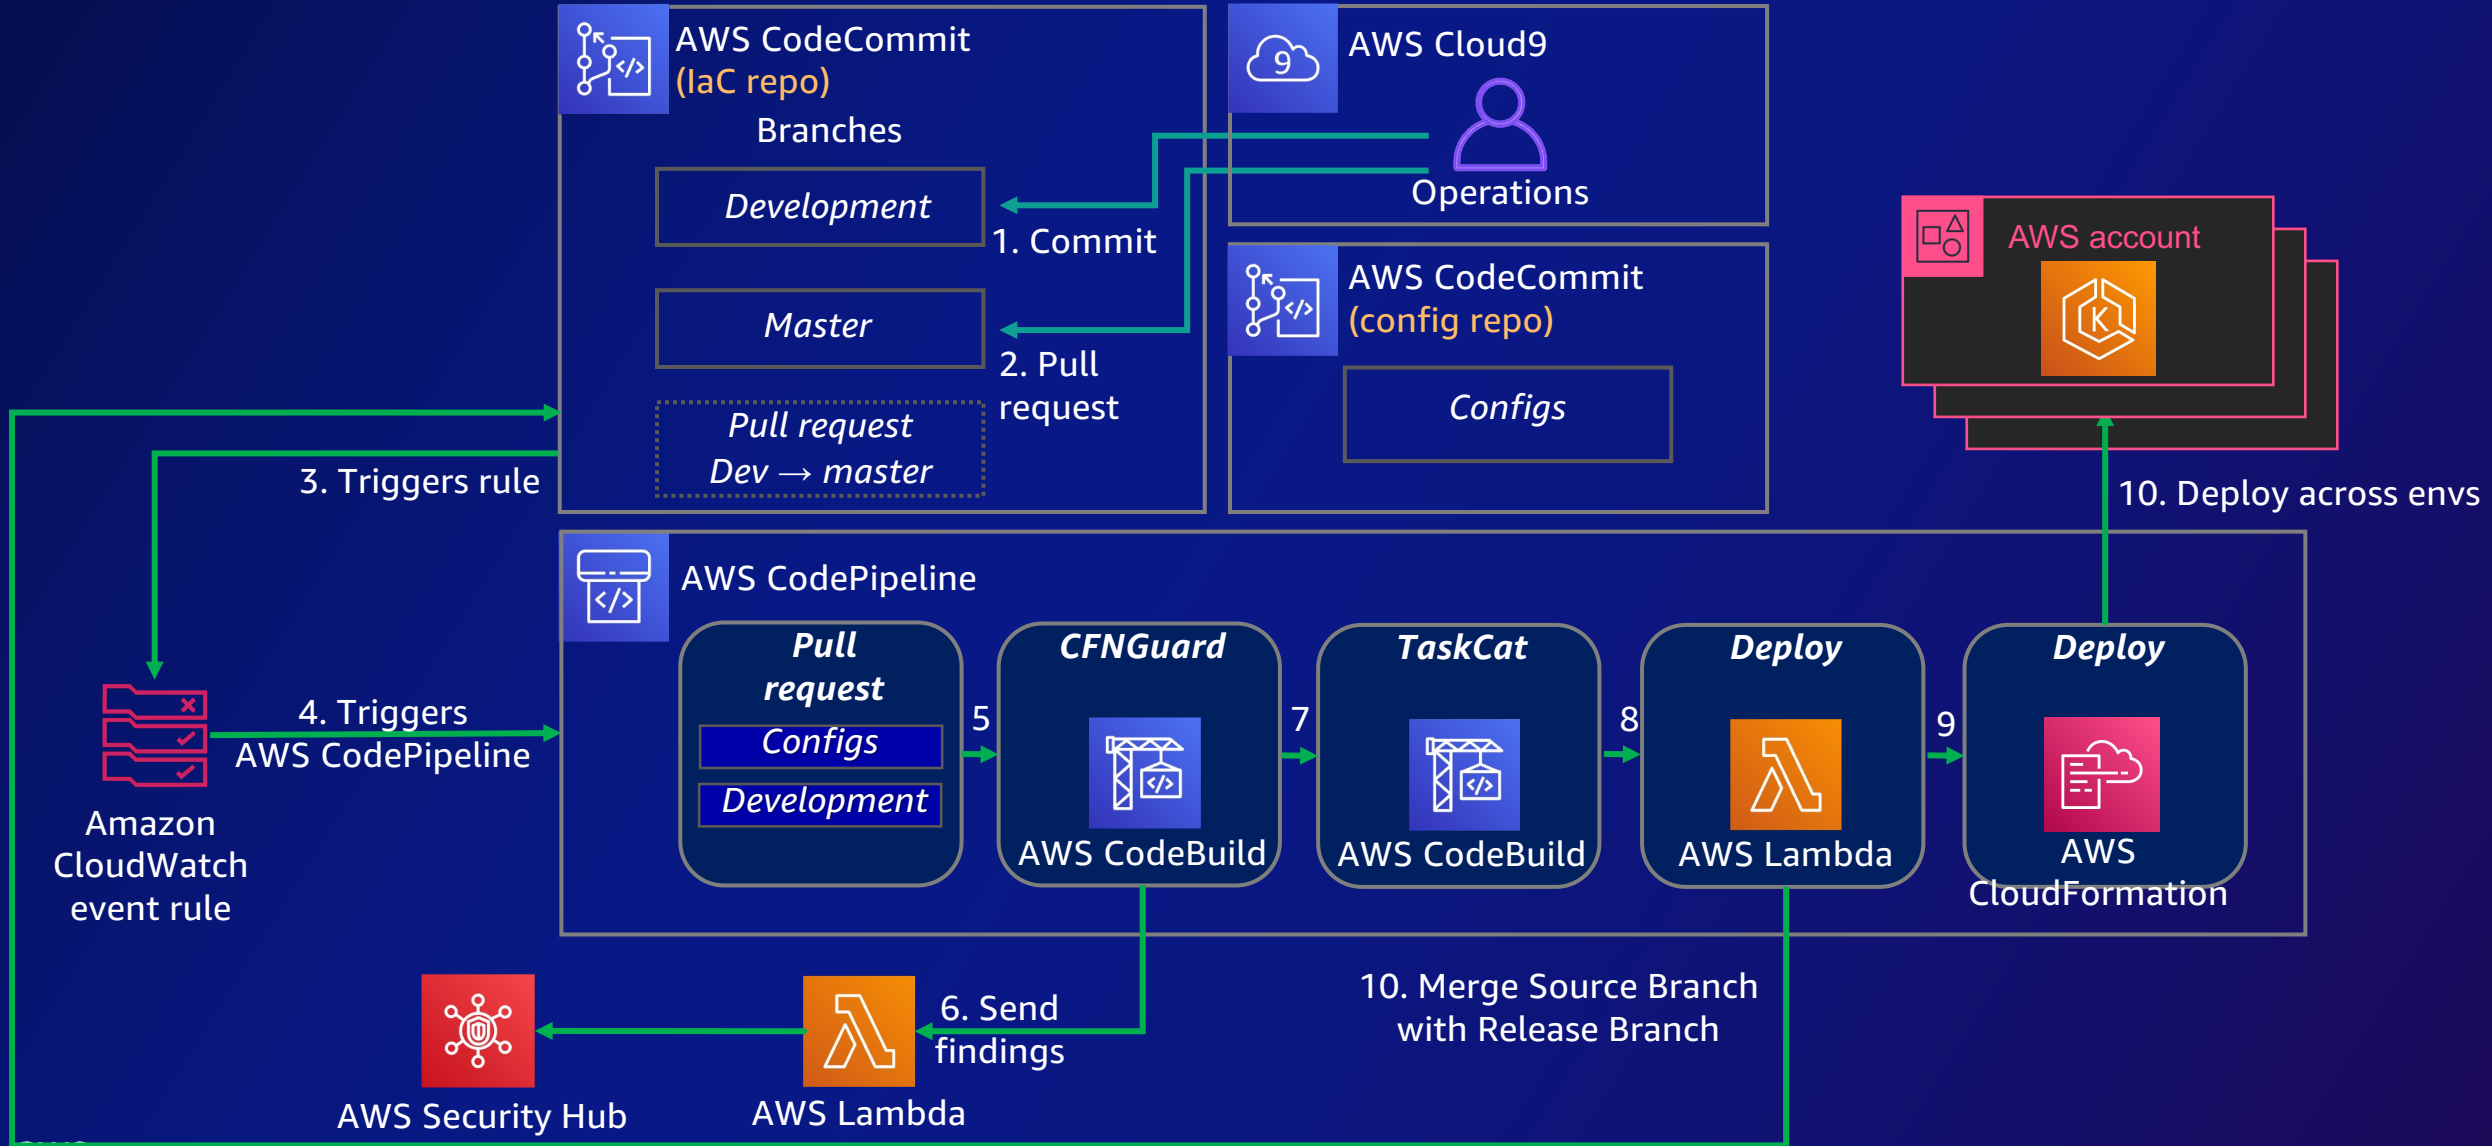 AWS CodeCommit
(IaC repo)
Branches
Development
Master
Pull request
Dev → master
1. Commit
2. Pull
request
9
AWS Cloud9
Operations
AWS CodeCommit
(config repo)
Configs
AWS account
K
10. Deploy across envs
3. Triggers rule
4. Triggers
AWS CodePipeline
Amazon
CloudWatch
event rule
AWS CodePipeline
Pull
request
Configs
Development
5
CFNGuard
AWS CodeBuild
7
TaskCat
AWS CodeBuild
8
Deploy
AWS Lambda
9
Deploy
AWS
CloudFormation
6. Send
findings
AWS Lambda
AWS Security Hub
10. Merge Source Branch
with Release Branch